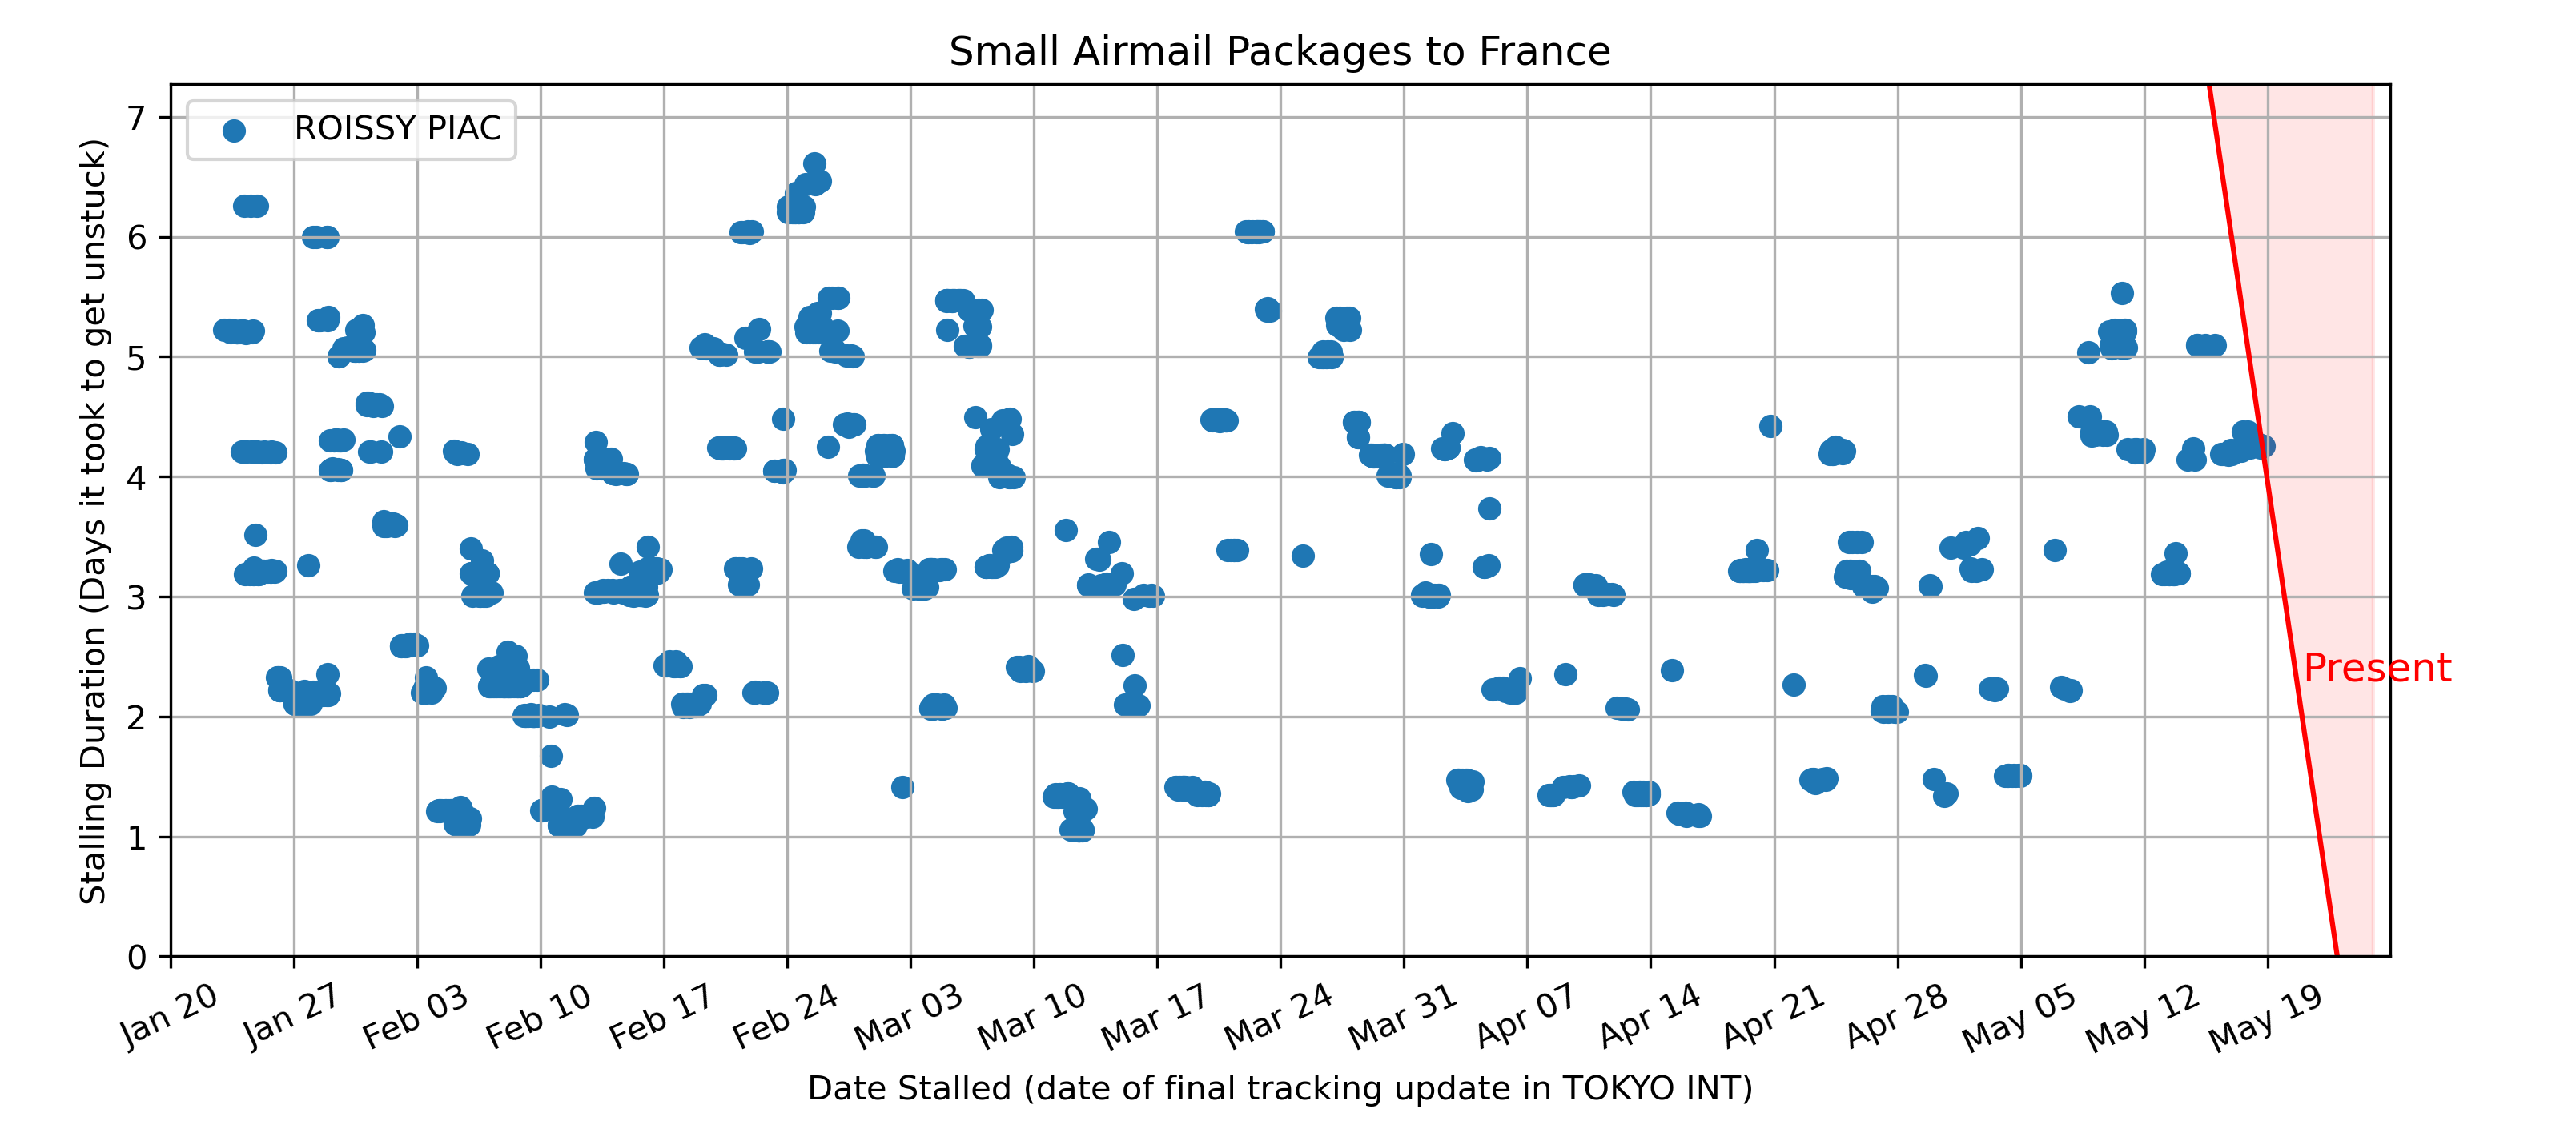 Small Airmail Packages to France
ROISSY PIAC
Stalling Duration (Days it took to get unstuck)
7
6
5
4
3
2
1
0
Present
Jan 20
Jan 27
Feb 03
Feb 10
Feb 17
Feb 24
Mar 03
Mar 10
Mar 17
Mar 24
Mar 31
Apr 07
Apr 14
Apr 21
Apr 28
May 05
May 12
May 19
Date Stalled (date of final tracking update in TOKYO INT)